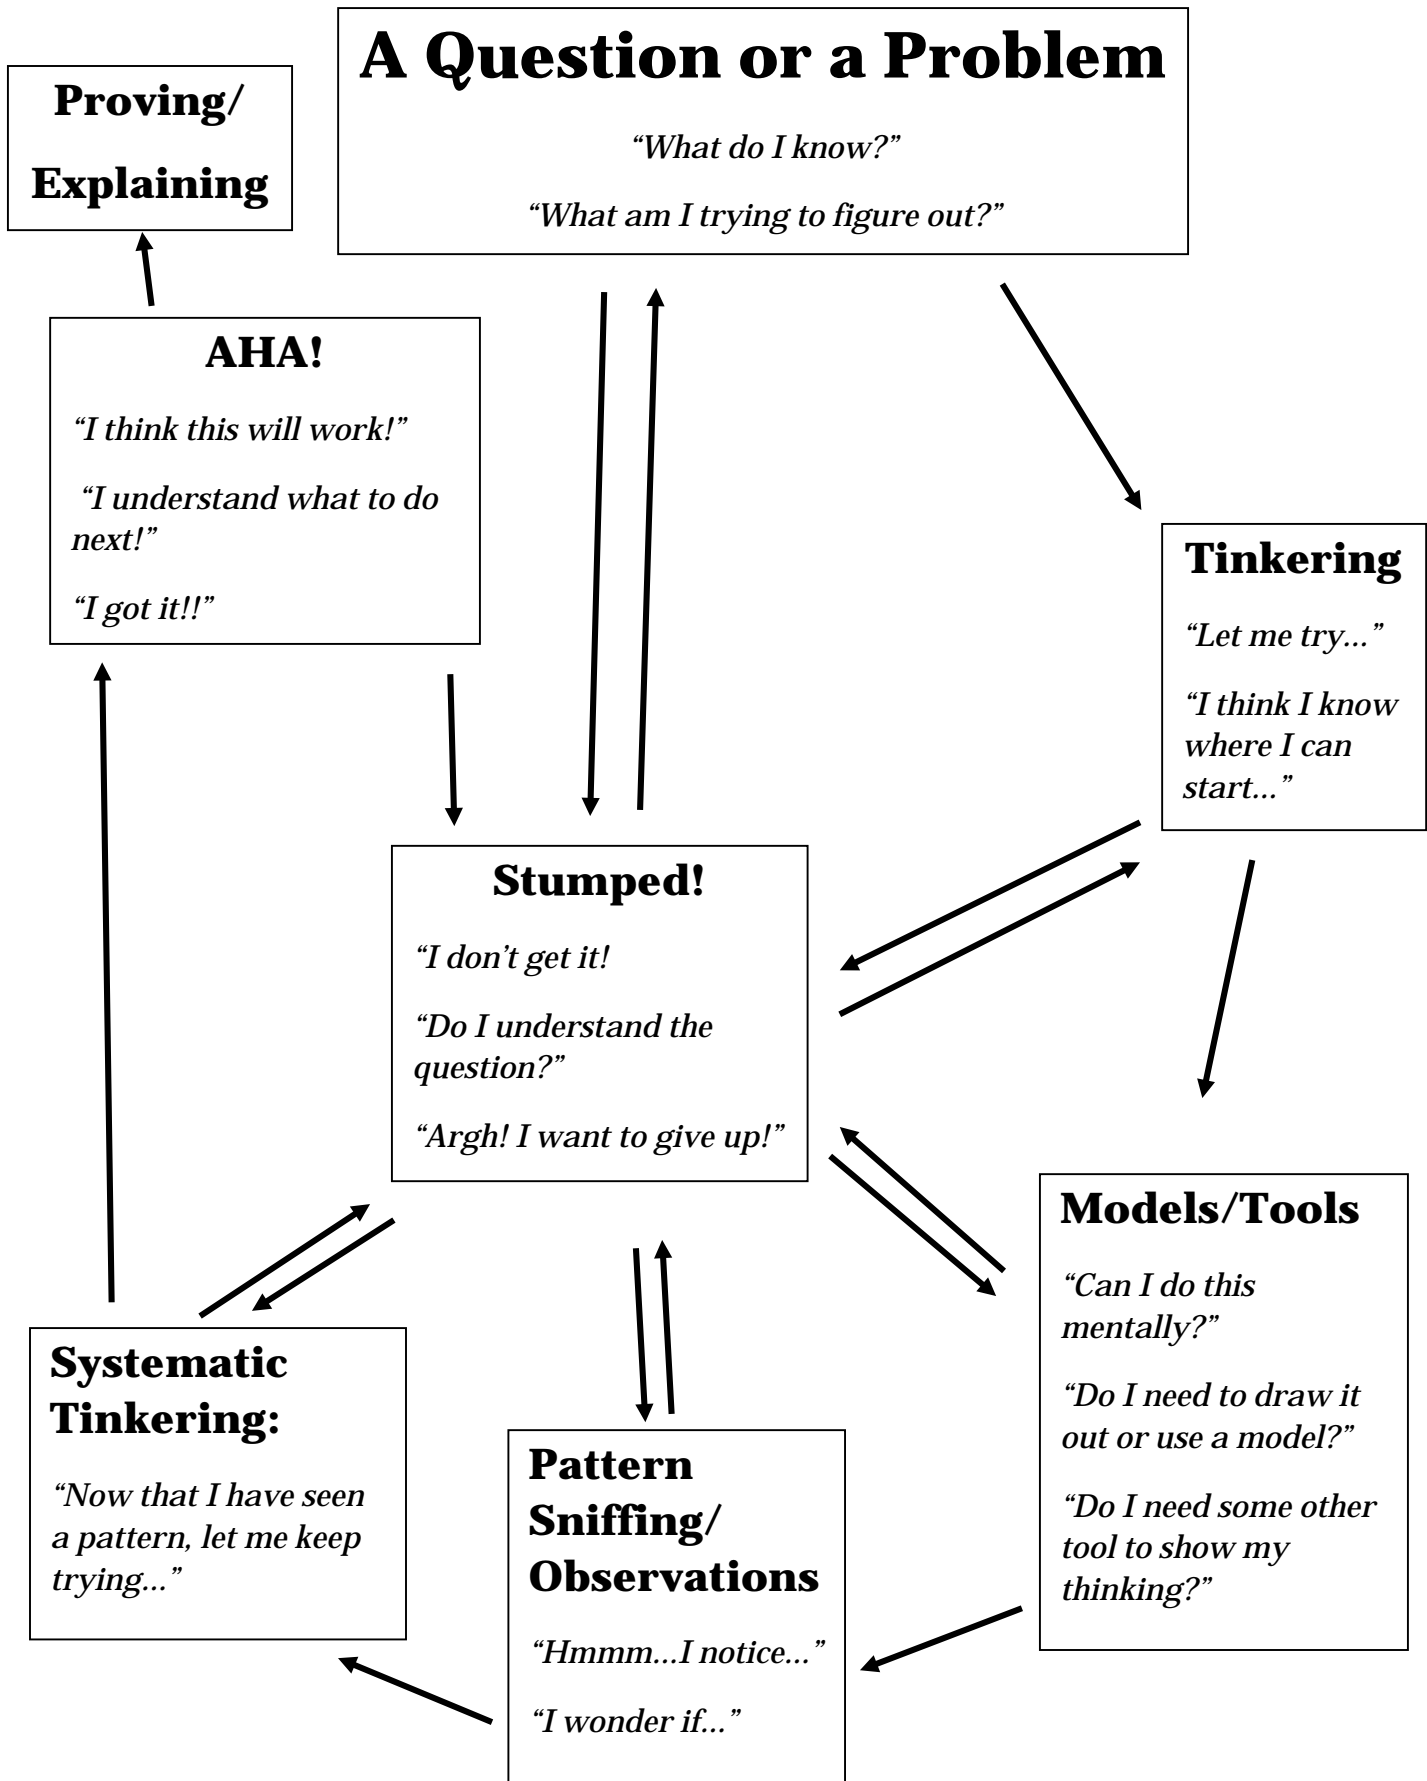 A Question or a Problem
“What do I know?”
“What am I trying to figure out?”
Proving/
Explaining
AHA!
“I think this will work!”
“I understand what to do
next!”
“I got it!!”
Tinkering
“Let me try…”
“I think I know
where I can
start…”
Stumped!
“I don’t get it!
“Do I understand the
question?”
“Argh! I want to give up!”
Models/Tools
“Can I do this
mentally?”
“Do I need to draw it
out or use a model?”
“Do I need some other
tool to show my
thinking?”
Systematic
Tinkering:
“Now that I have seen
a pattern, let me keep
trying…”
Pattern
Sniffing/
Observations
“Hmmm…I notice…”
“I wonder if…”